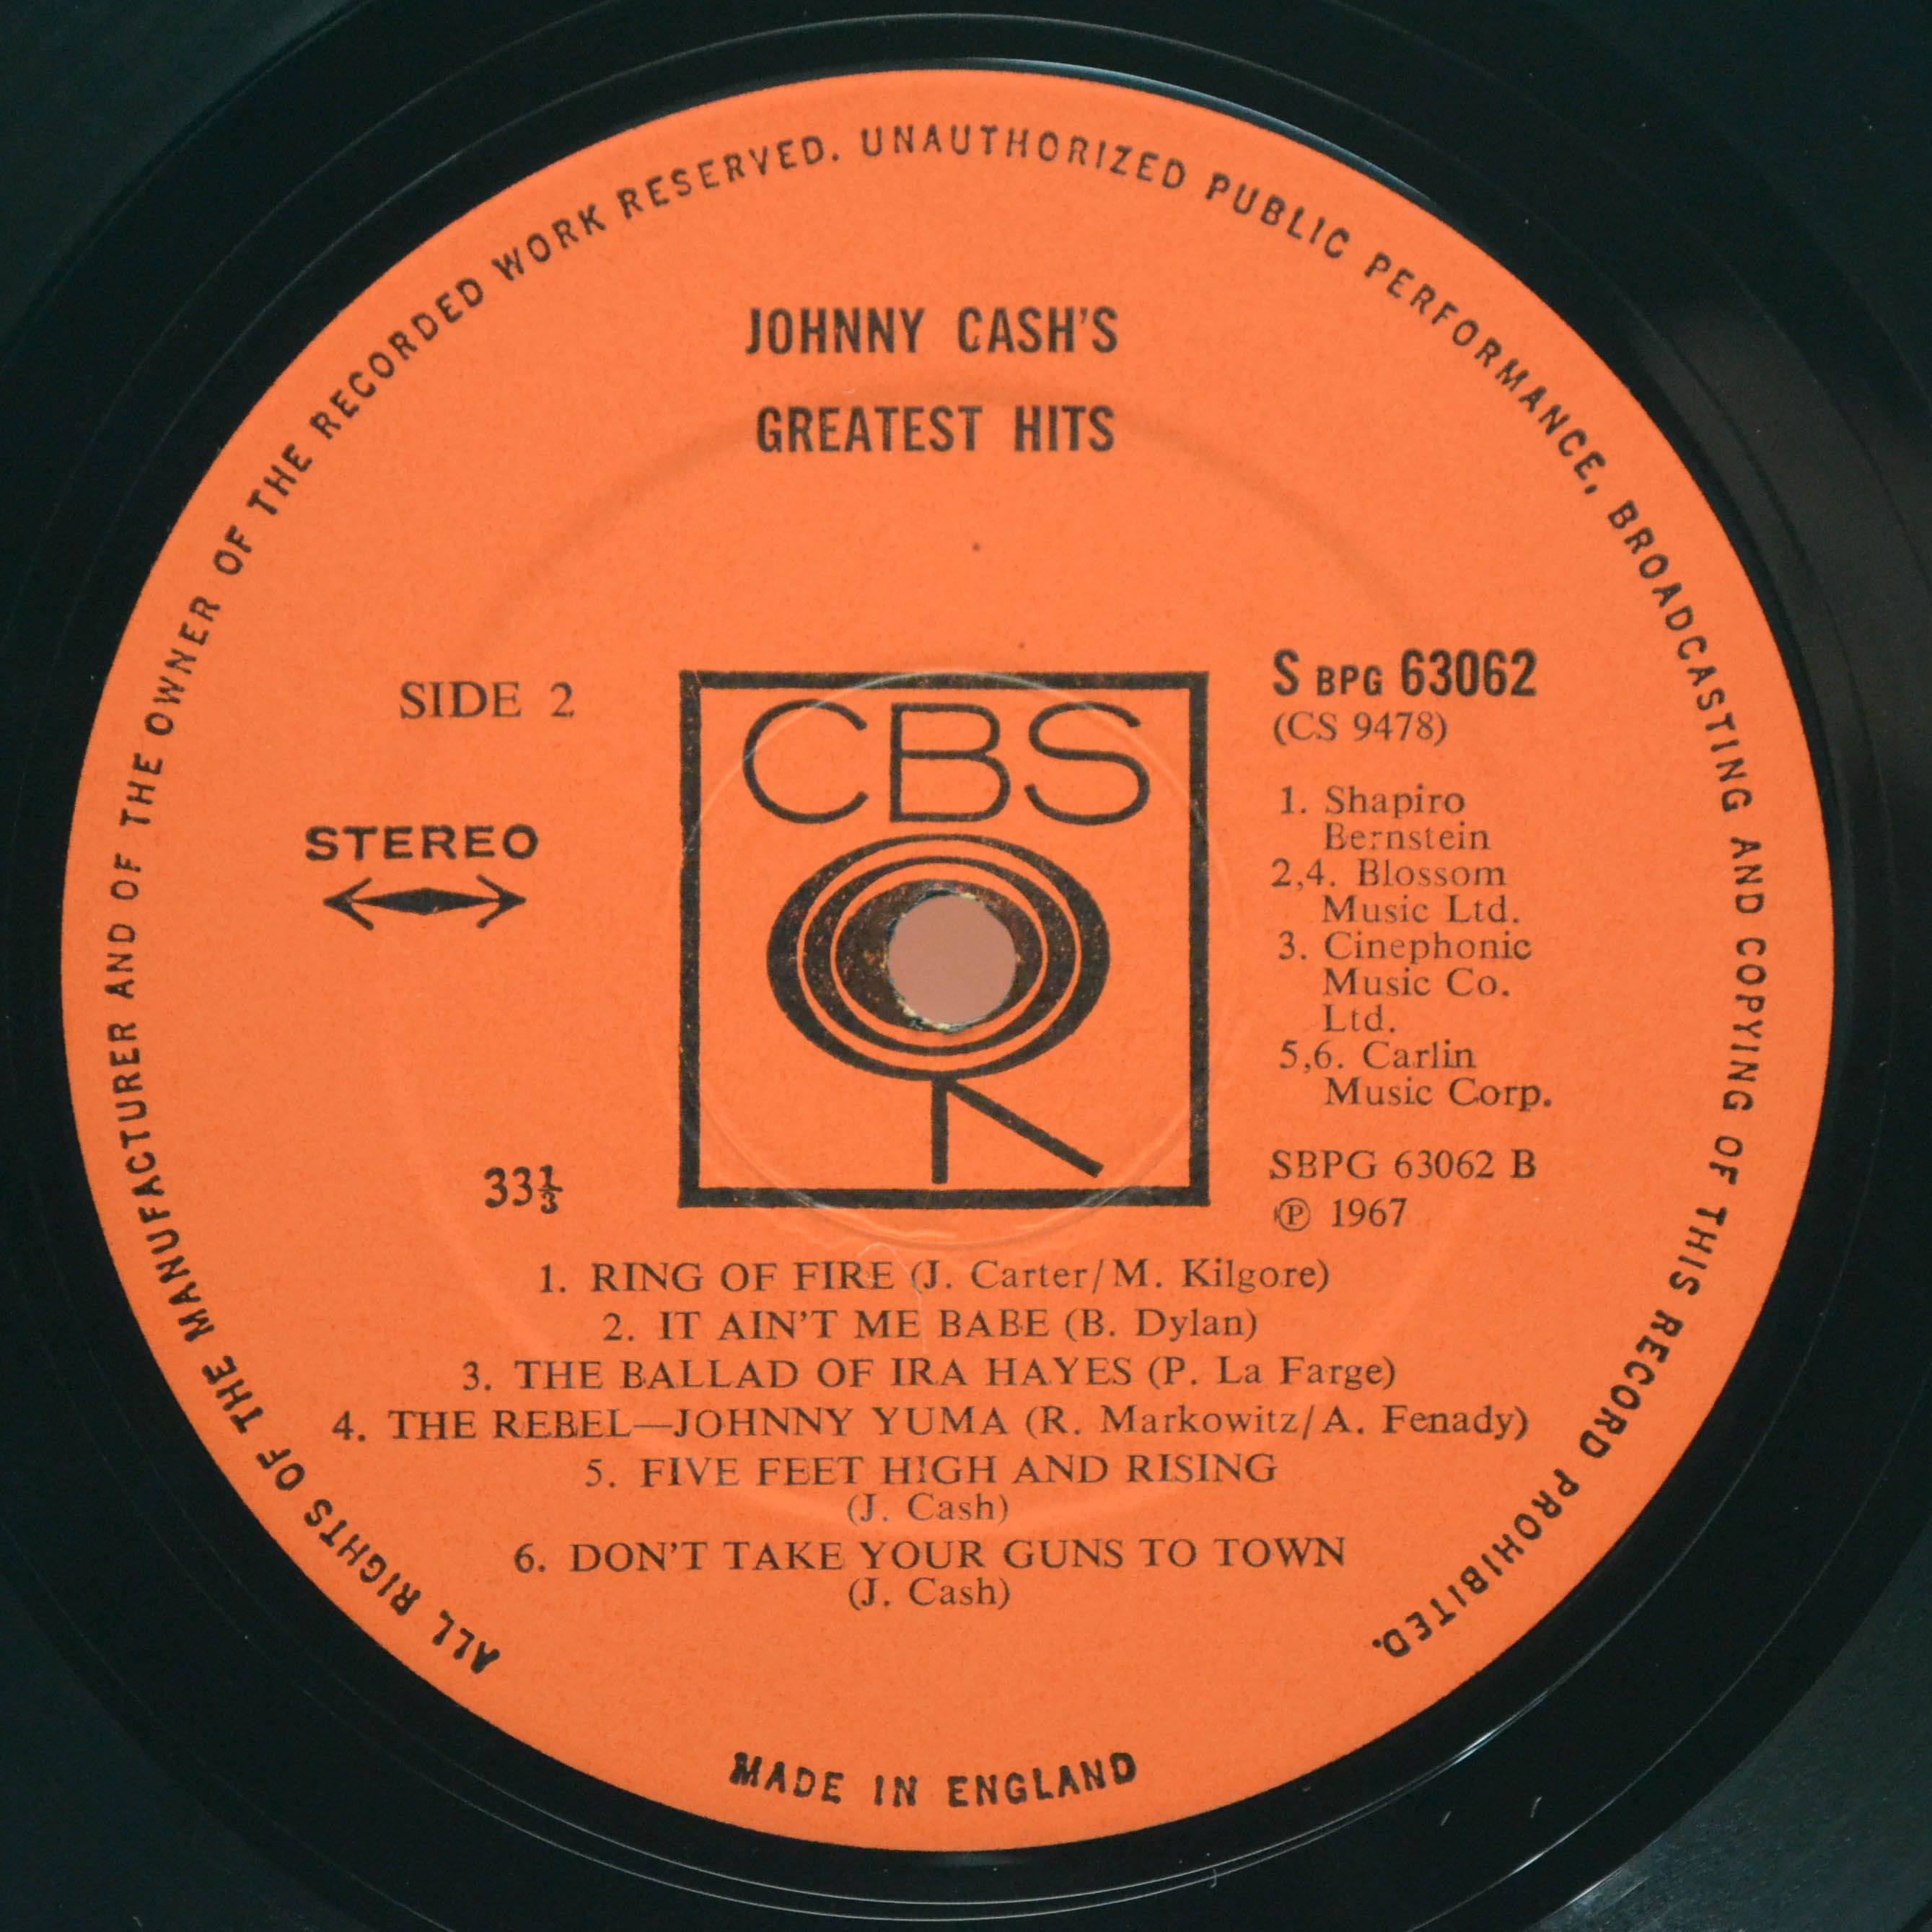 ALL RIGHTS OF THE MANUFACTURER AND OF THE OWNER OF THE RECORDED WORK RESERVED. UNAUTHORIZED PUBLIC PERFORMANCE, BROADCASTING AND COPYING OF THIS RECORD PROHIBITED.
JOHNNY CASH'S
GREATEST HITS
SIDE 2
STEREO
33⅓
CBS
S BPG 63062
(CS 9478)
1. Shapiro
Bernstein
2,4. Blossom
Music Ltd.
3. Cinephonic
Music Co.
Ltd.
5,6. Carlin
Music Corp.
SBPG 63062 B
℗ 1967
1. RING OF FIRE (J. Carter/M. Kilgore)
2. IT AIN'T ME BABE (B. Dylan)
3. THE BALLAD OF IRA HAYES (P. La Farge)
4. THE REBEL—JOHNNY YUMA (R. Markowitz/A. Fenady)
5. FIVE FEET HIGH AND RISING
(J. Cash)
6. DON'T TAKE YOUR GUNS TO TOWN
(J. Cash)
MADE IN ENGLAND